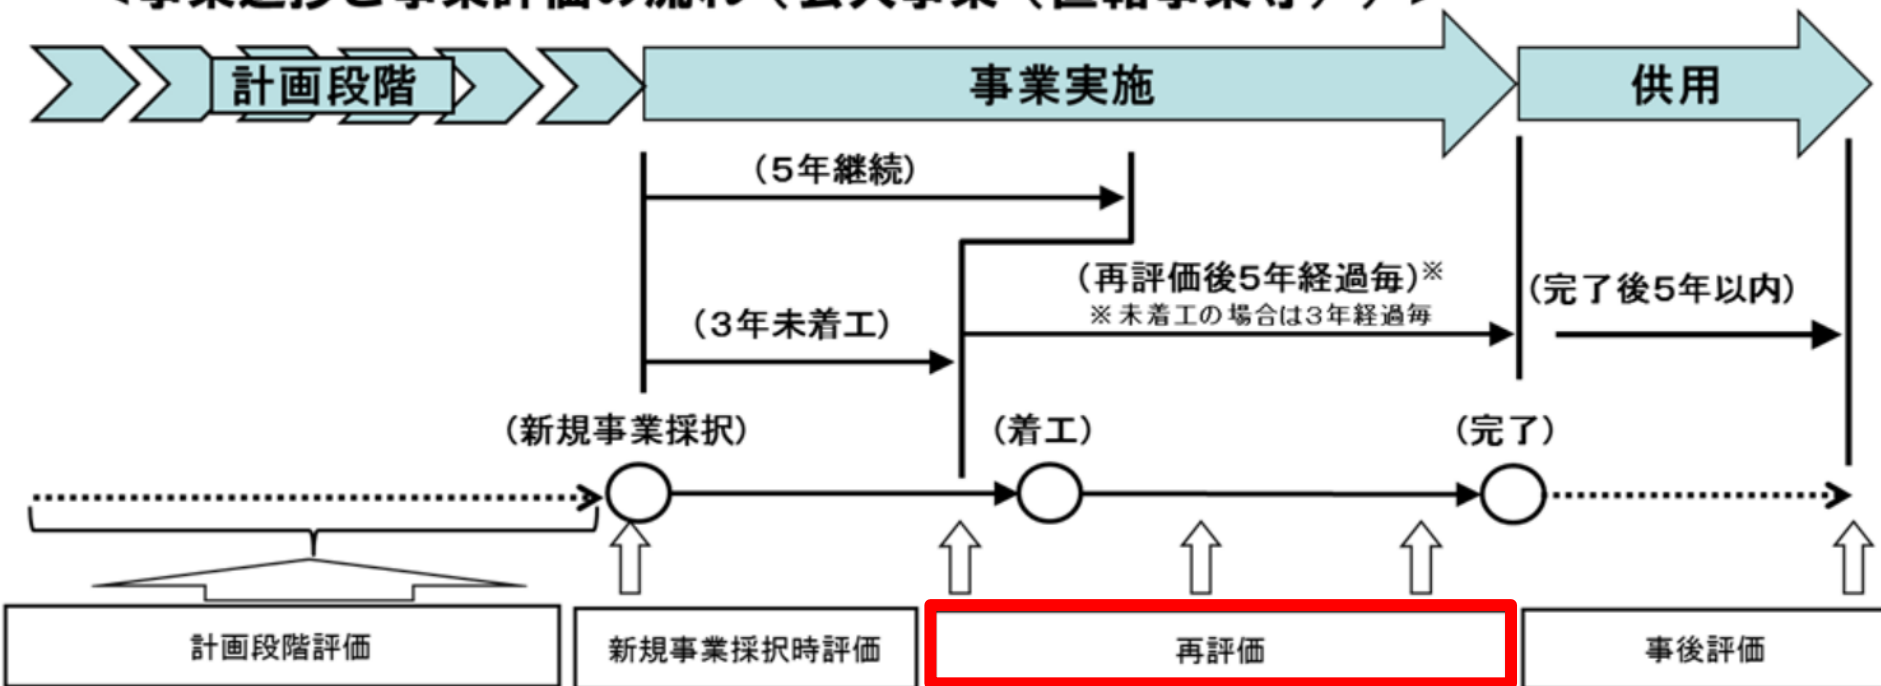 計画段階
事業実施
供用
(5年継続)
(再評価後5年経過毎)※
※未着工の場合は3年経過毎
(完了後5年以内)
(3年未着工)
(新規事業採択)
(着工)
(完了)
計画段階評価
新規事業採択時評価
再評価
事後評価